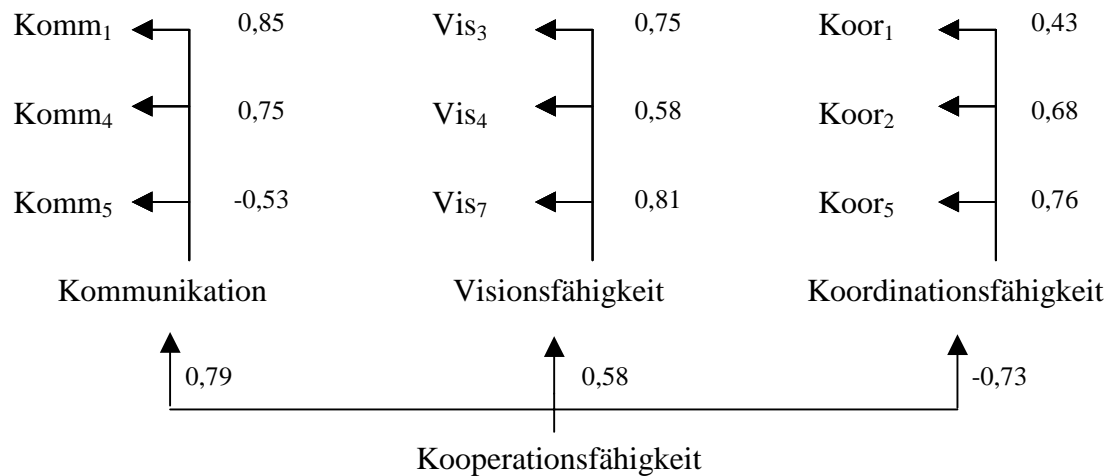 Komm₁ 0,85 Vis₃ 0,75 Koor₁ 0,43
Komm₄ 0,75 Vis₄ 0,58 Koor₂ 0,68
Komm₅ -0,53 Vis₇ 0,81 Koor₅ 0,76
Kommunikation Visionsfähigkeit Koordinationsfähigkeit
0,79 0,58 -0,73
Kooperationsfähigkeit